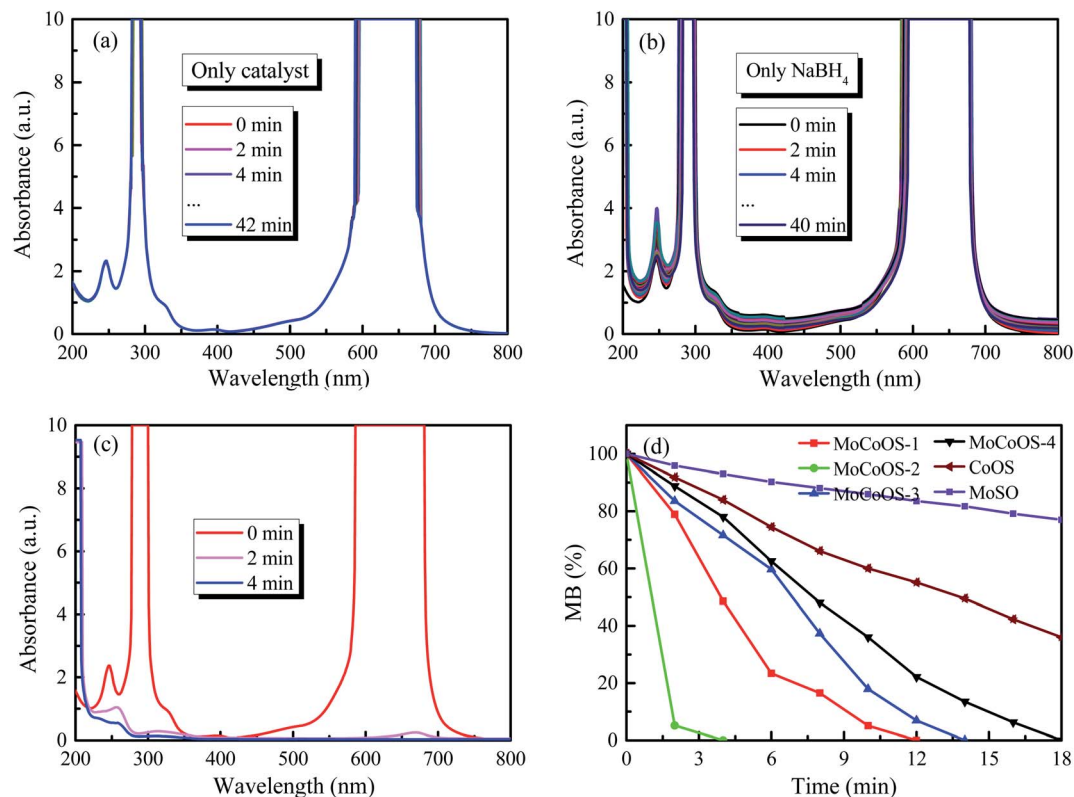 (a)
Only catalyst
0 min
2 min
4 min
...
42 min
Absorbance (a.u.)
10
8
6
4
2
0
200 300 400 500 600 700 800
Wavelength (nm)
(b)
Only NaBH4
0 min
2 min
4 min
...
40 min
Absorbance (a.u.)
10
8
6
4
2
0
200 300 400 500 600 700 800
Wavelength (nm)
(c)
0 min
2 min
4 min
Absorbance (a.u.)
10
8
6
4
2
0
200 300 400 500 600 700 800
Wavelength (nm)
(d)
MoCoOS-1
MoCoOS-2
MoCoOS-3
MoCoOS-4
CoOS
MoSO
MB (%)
100
80
60
40
20
0
0 3 6 9 12 15 18
Time (min)